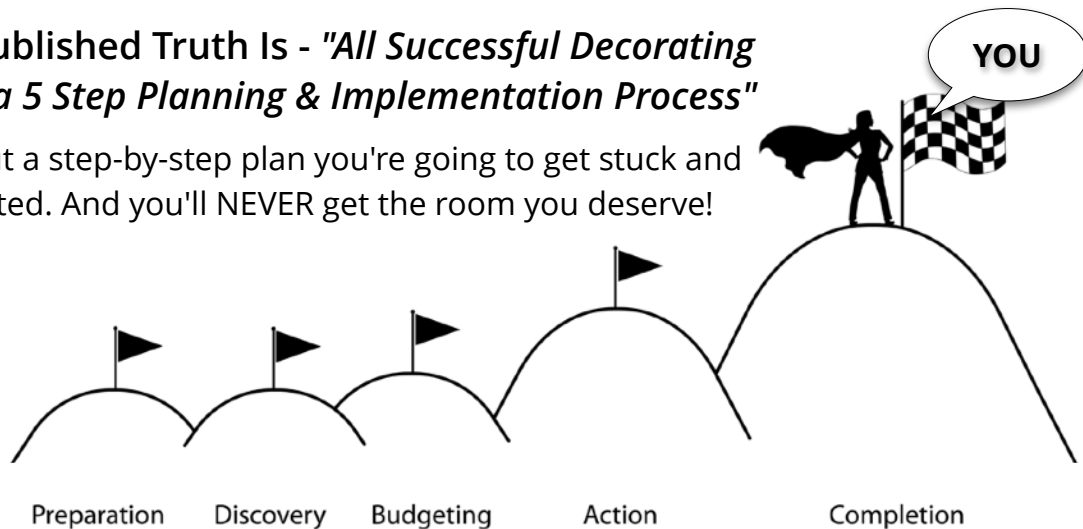 ublished Truth Is - "All Successful Decorating
a 5 Step Planning & Implementation Process"
ut a step-by-step plan you're going to get stuck and
ted. And you'll NEVER get the room you deserve!
YOU
Preparation Discovery Budgeting Action Completion